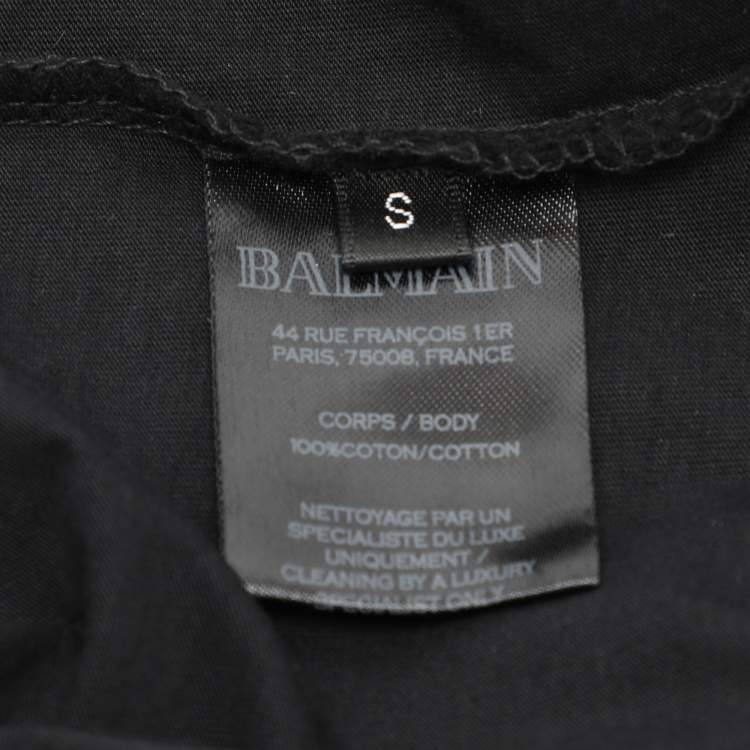 S
BALMAIN
44 RUE FRANÇOIS 1ER
PARIS, 75008, FRANCE
CORPS / BODY
100%COTON/COTTON
NETTOYAGE PAR UN
SPECIALISTE DU LUXE
UNIQUEMENT /
CLEANING BY A LUXURY
SPECIALIST ONLY